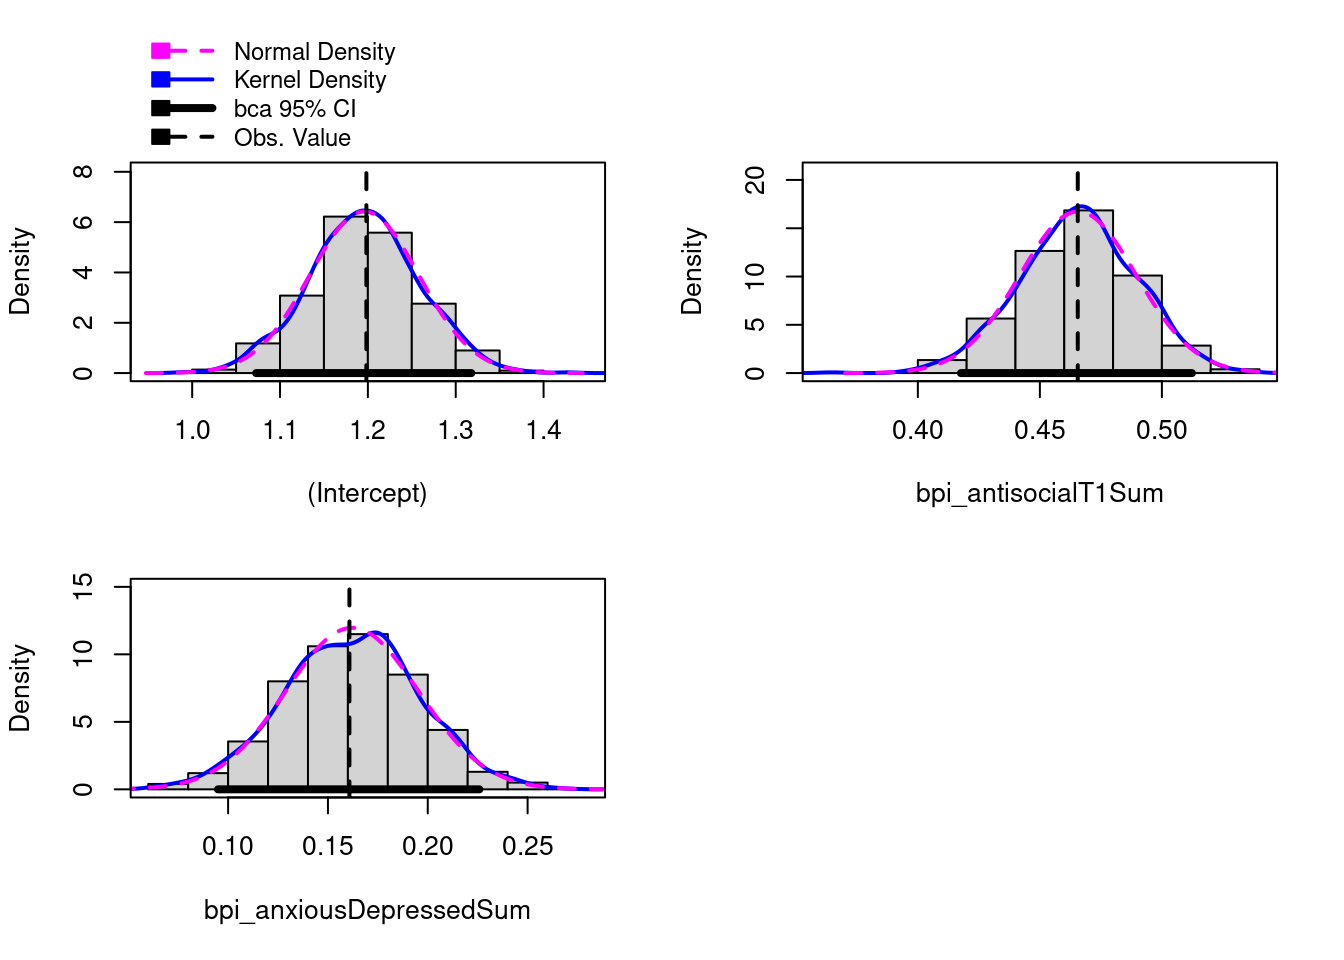 Normal Density
Kernel Density
bca 95% CI
Obs. Value
Density
0 2 4 6 8
1.0 1.1 1.2 1.3 1.4
(Intercept)
Density
0 5 10 20
0.40 0.45 0.50
bpi_antisocialT1Sum
Density
0 5 10 15
0.10 0.15 0.20 0.25
bpi_anxiousDepressedSum